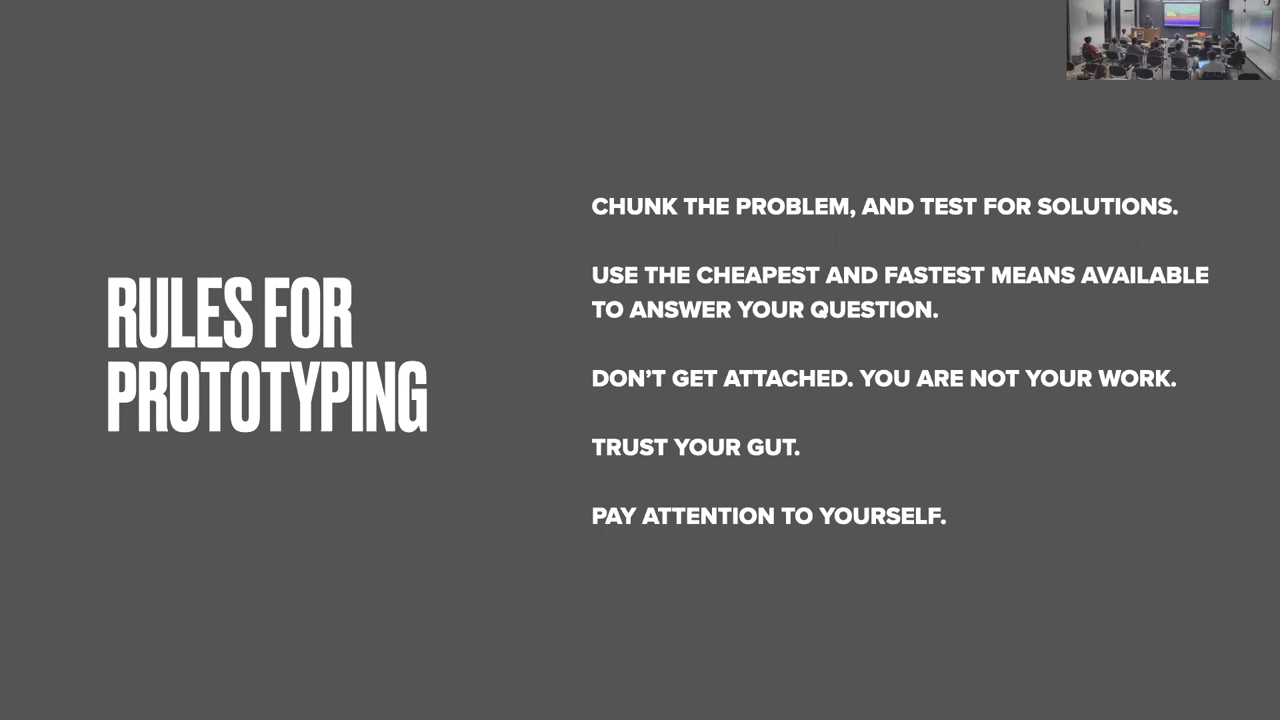 RULES FOR
PROTOTYPING
CHUNK THE PROBLEM, AND TEST FOR SOLUTIONS.
USE THE CHEAPEST AND FASTEST MEANS AVAILABLE
TO ANSWER YOUR QUESTION.
DON’T GET ATTACHED. YOU ARE NOT YOUR WORK.
TRUST YOUR GUT.
PAY ATTENTION TO YOURSELF.